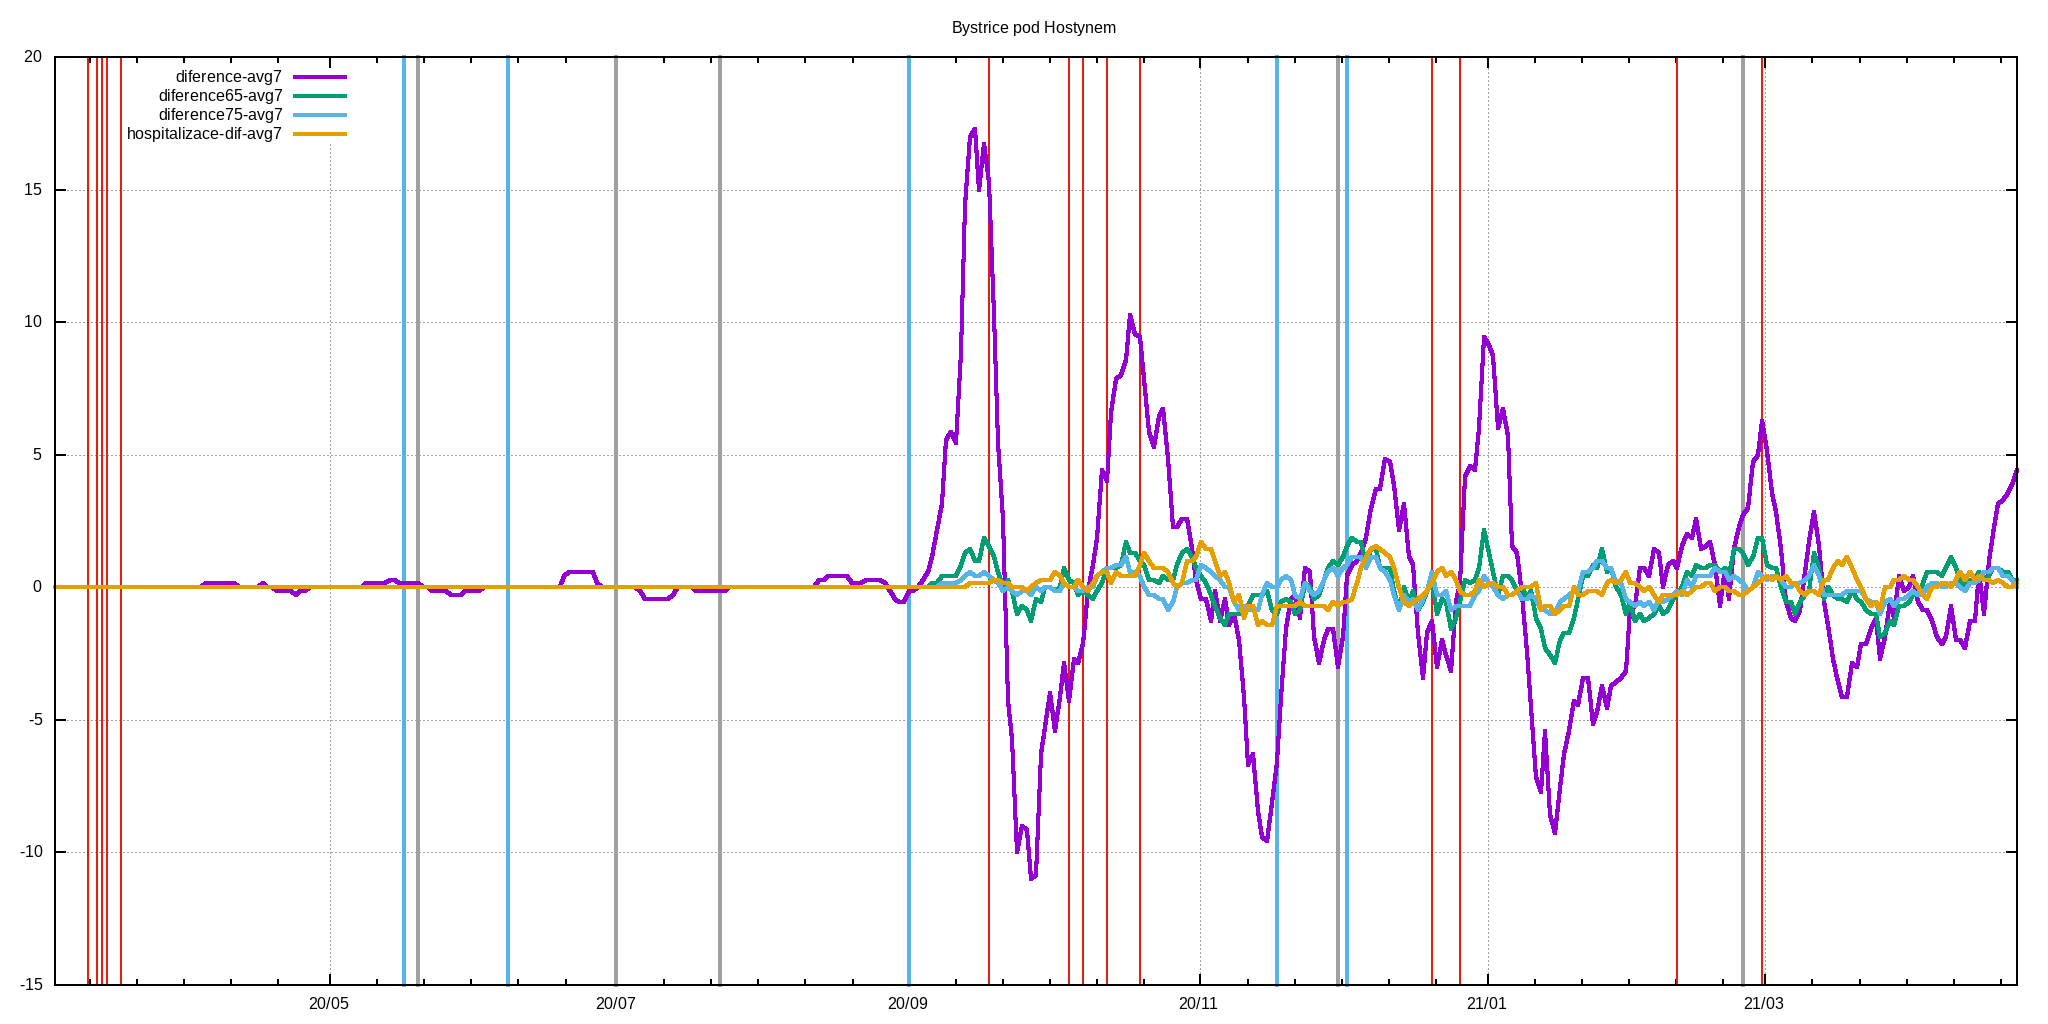 Bystrice pod Hostynem
20
15
10
5
0
-5
-10
-15
diference-avg7
diference65-avg7
diference75-avg7
hospitalizace-dif-avg7
20/05 20/07 20/09 20/11 21/01 21/03